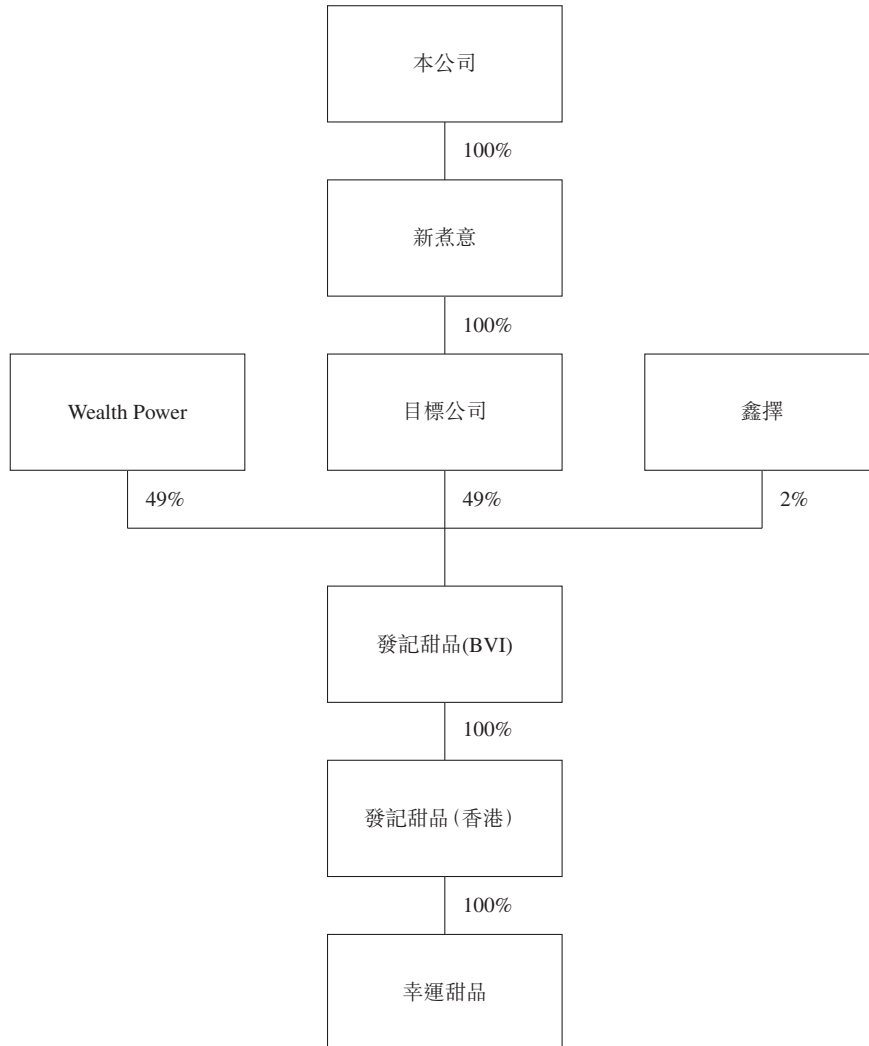 本公司
100%
新煮意
100%
Wealth Power
目標公司
鑫擇
49%
49%
2%
發記甜品(BVI)
100%
發記甜品(香港)
100%
幸運甜品